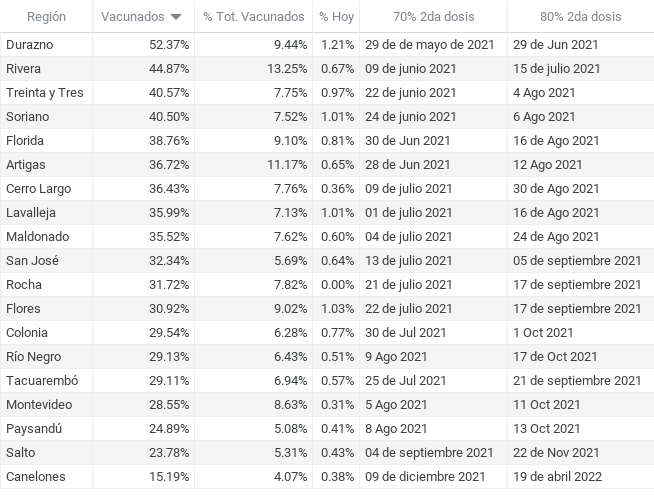 Región Vacunados % Tot. Vacunados % Hoy 70% 2da dosis 80% 2da dosis
Durazno 52.37% 9.44% 1.21% 29 de de mayo de 2021 29 de Jun 2021
Rivera 44.87% 13.25% 0.67% 09 de junio 2021 15 de julio 2021
Treinta y Tres 40.57% 7.75% 0.97% 22 de junio 2021 4 Ago 2021
Soriano 40.50% 7.52% 1.01% 24 de junio 2021 6 Ago 2021
Florida 38.76% 9.10% 0.81% 30 de Jun 2021 16 de Ago 2021
Artigas 36.72% 11.17% 0.65% 28 de Jun 2021 12 Ago 2021
Cerro Largo 36.43% 7.76% 0.36% 09 de julio 2021 30 de Ago 2021
Lavalleja 35.99% 7.13% 1.01% 01 de julio 2021 16 de Ago 2021
Maldonado 35.52% 7.62% 0.60% 04 de julio 2021 24 de Ago 2021
San José 32.34% 5.69% 0.64% 13 de julio 2021 05 de septiembre 2021
Rocha 31.72% 7.82% 0.00% 21 de julio 2021 17 de septiembre 2021
Flores 30.92% 9.02% 1.03% 22 de julio 2021 17 de septiembre 2021
Colonia 29.54% 6.28% 0.77% 30 de Jul 2021 1 Oct 2021
Río Negro 29.13% 6.43% 0.51% 9 Ago 2021 17 de Oct 2021
Tacuarembó 29.11% 6.94% 0.57% 25 de Jul 2021 21 de septiembre 2021
Montevideo 28.55% 8.63% 0.31% 5 Ago 2021 11 Oct 2021
Paysandú 24.89% 5.08% 0.41% 8 Ago 2021 13 Oct 2021
Salto 23.78% 5.31% 0.43% 04 de septiembre 2021 22 de Nov 2021
Canelones 15.19% 4.07% 0.38% 09 de diciembre 2021 19 de abril 2022